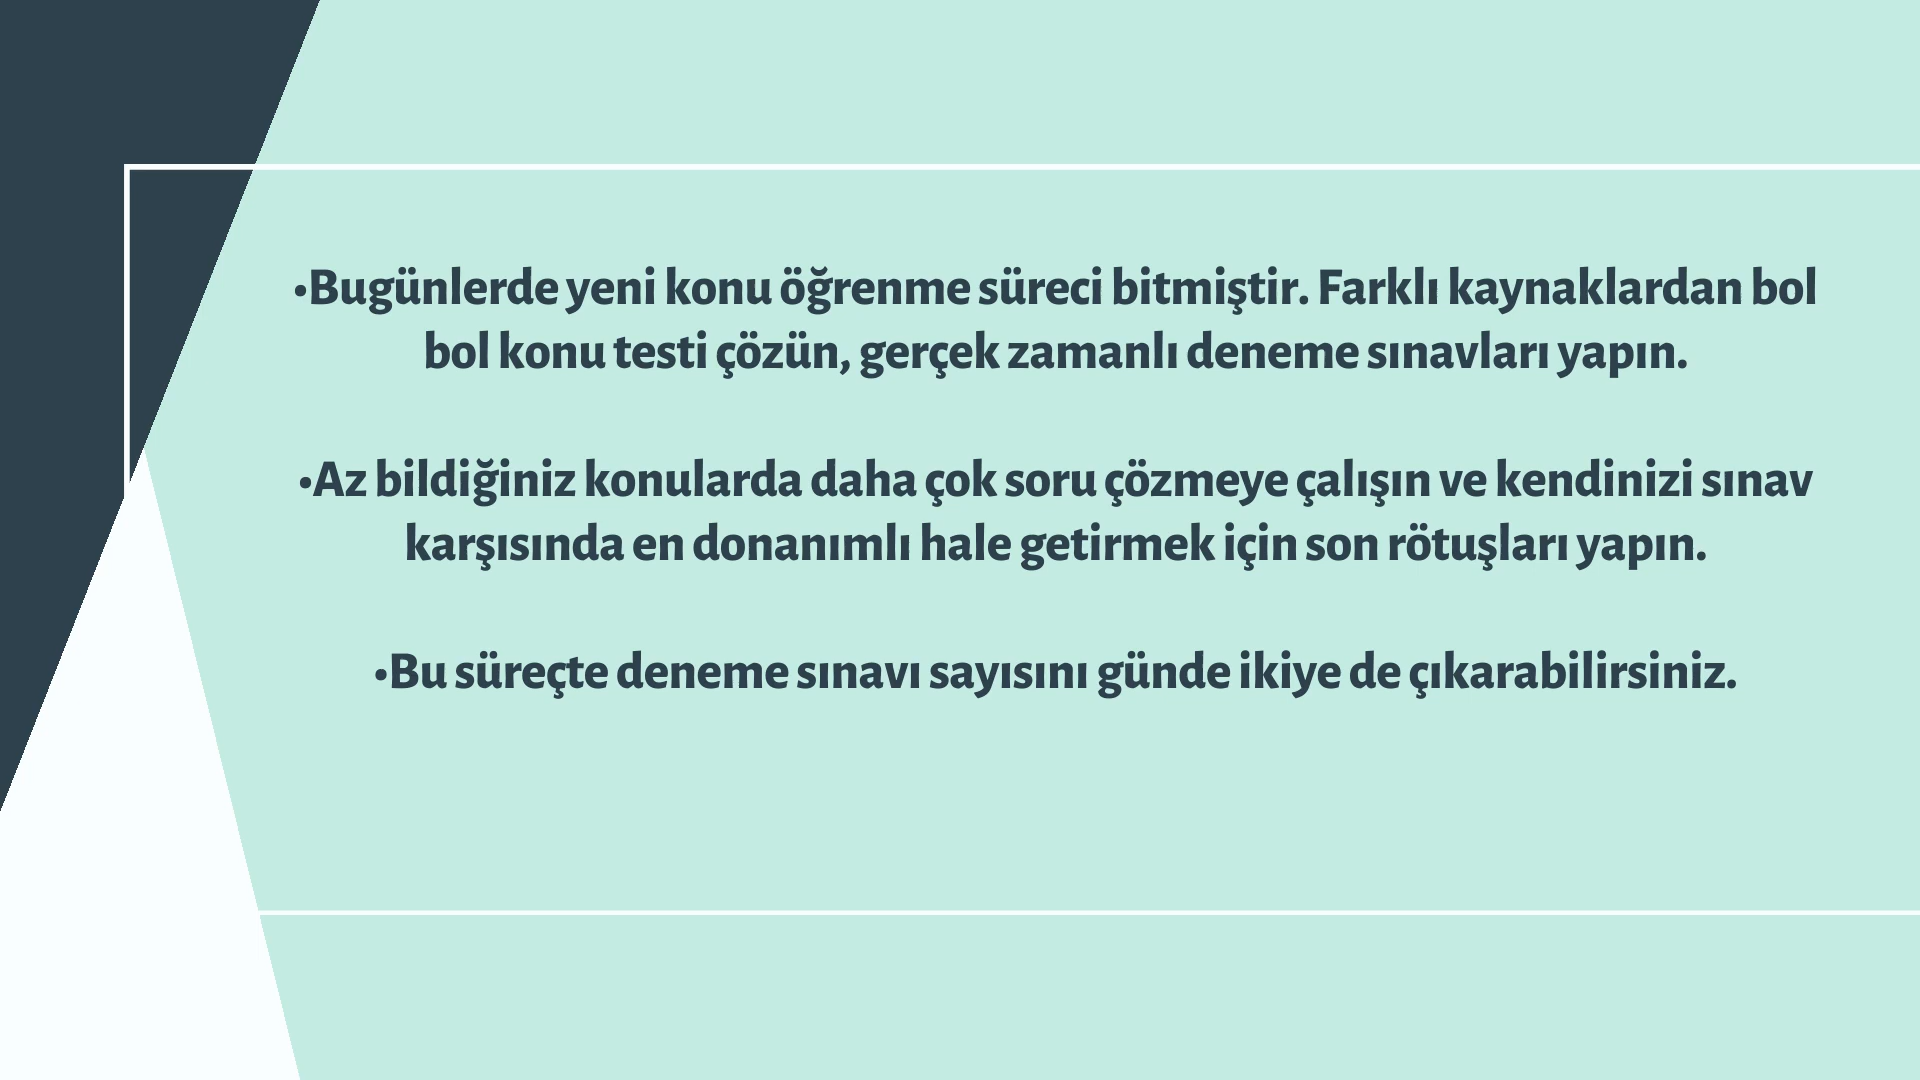 •Bugünlerde yeni konu öğrenme süreci bitmiştir. Farklı kaynaklardan bol
bol konu testi çözün, gerçek zamanlı deneme sınavları yapın.
•Az bildiğiniz konularda daha çok soru çözmeye çalışın ve kendinizi sınav
karşısında en donanımlı hale getirmek için son rötuşları yapın.
•Bu süreçte deneme sınavı sayısını günde ikiye de çıkarabilirsiniz.